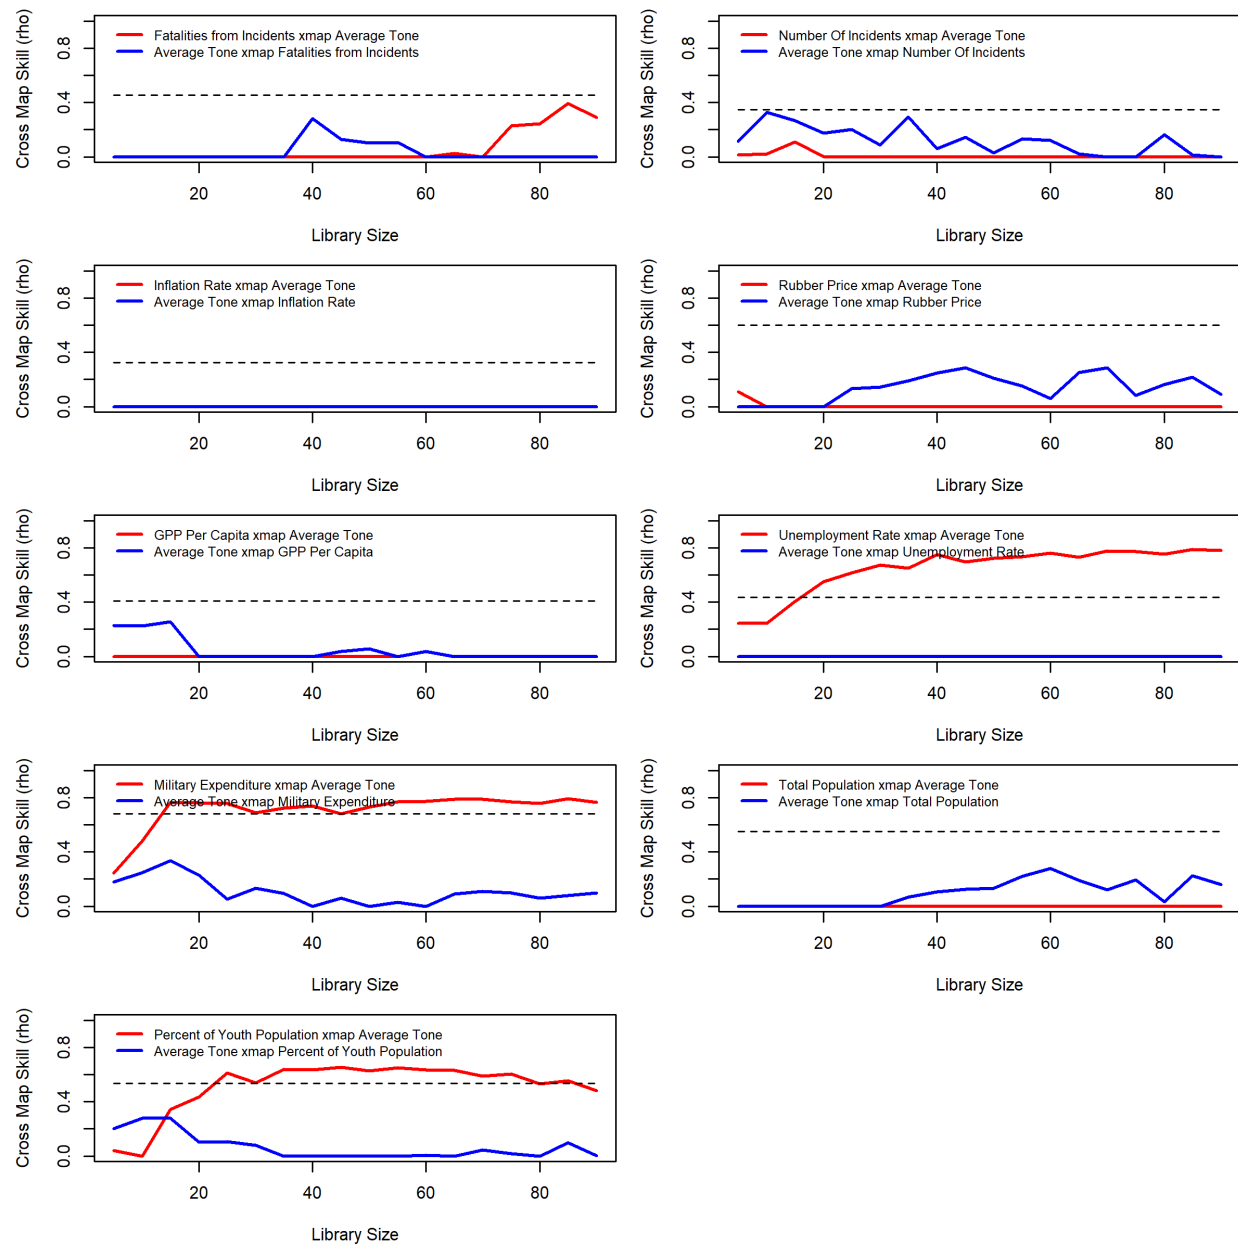 Cross Map Skill (rho)
0.0
0.4
0.8
Fatalities from Incidents xmap Average Tone
Average Tone xmap Fatalities from Incidents
20
40
60
80
Library Size
Cross Map Skill (rho)
0.0
0.4
0.8
Number Of Incidents xmap Average Tone
Average Tone xmap Number Of Incidents
20
40
60
80
Library Size
Cross Map Skill (rho)
0.0
0.4
0.8
Inflation Rate xmap Average Tone
Average Tone xmap Inflation Rate
20
40
60
80
Library Size
Cross Map Skill (rho)
0.0
0.4
0.8
Rubber Price xmap Average Tone
Average Tone xmap Rubber Price
20
40
60
80
Library Size
Cross Map Skill (rho)
0.0
0.4
0.8
GPP Per Capita xmap Average Tone
Average Tone xmap GPP Per Capita
20
40
60
80
Library Size
Cross Map Skill (rho)
0.0
0.4
0.8
Unemployment Rate xmap Average Tone
Average Tone xmap Unemployment Rate
20
40
60
80
Library Size
Cross Map Skill (rho)
0.0
0.4
0.8
Military Expenditure xmap Average Tone
Average Tone xmap Military Expenditure
20
40
60
80
Library Size
Cross Map Skill (rho)
0.0
0.4
0.8
Total Population xmap Average Tone
Average Tone xmap Total Population
20
40
60
80
Library Size
Cross Map Skill (rho)
0.0
0.4
0.8
Percent of Youth Population xmap Average Tone
Average Tone xmap Percent of Youth Population
20
40
60
80
Library Size